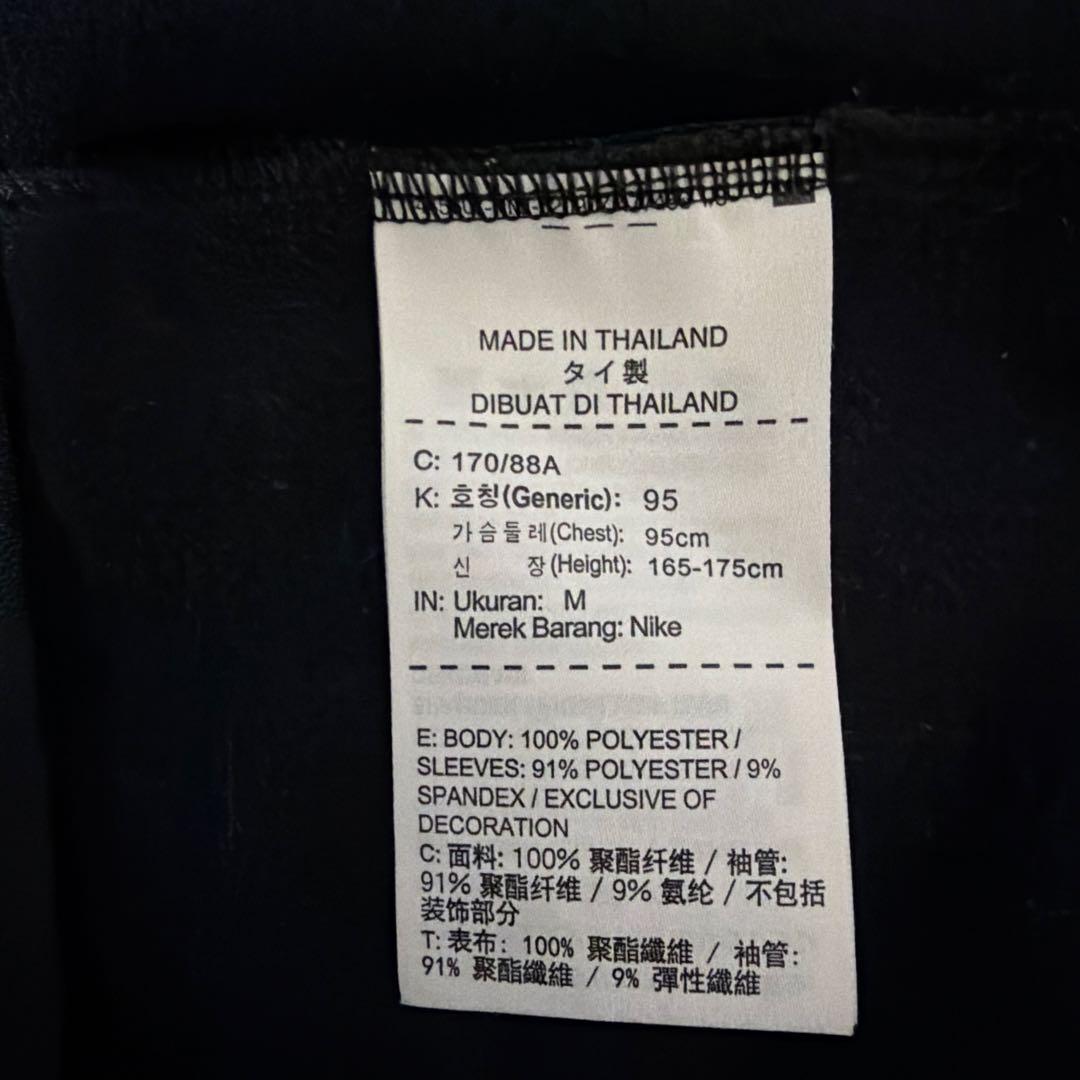 MADE IN THAILAND
タイ製
DIBUAT DI THAILAND
C: 170/88A
K: 호칭(Generic): 95
가슴둘레(Chest): 95cm
신 장(Height): 165-175cm
IN: Ukuran: M
Merek Barang: Nike
E: BODY: 100% POLYESTER /
SLEEVES: 91% POLYESTER / 9%
SPANDEX / EXCLUSIVE OF
DECORATION
C: 面料: 100% 聚酯纤维 / 袖管:
91% 聚酯纤维 / 9% 氨纶 / 不包括
装饰部分
T: 表布: 100% 聚酯纖維 / 袖管:
91% 聚酯纖維 / 9% 彈性纖維